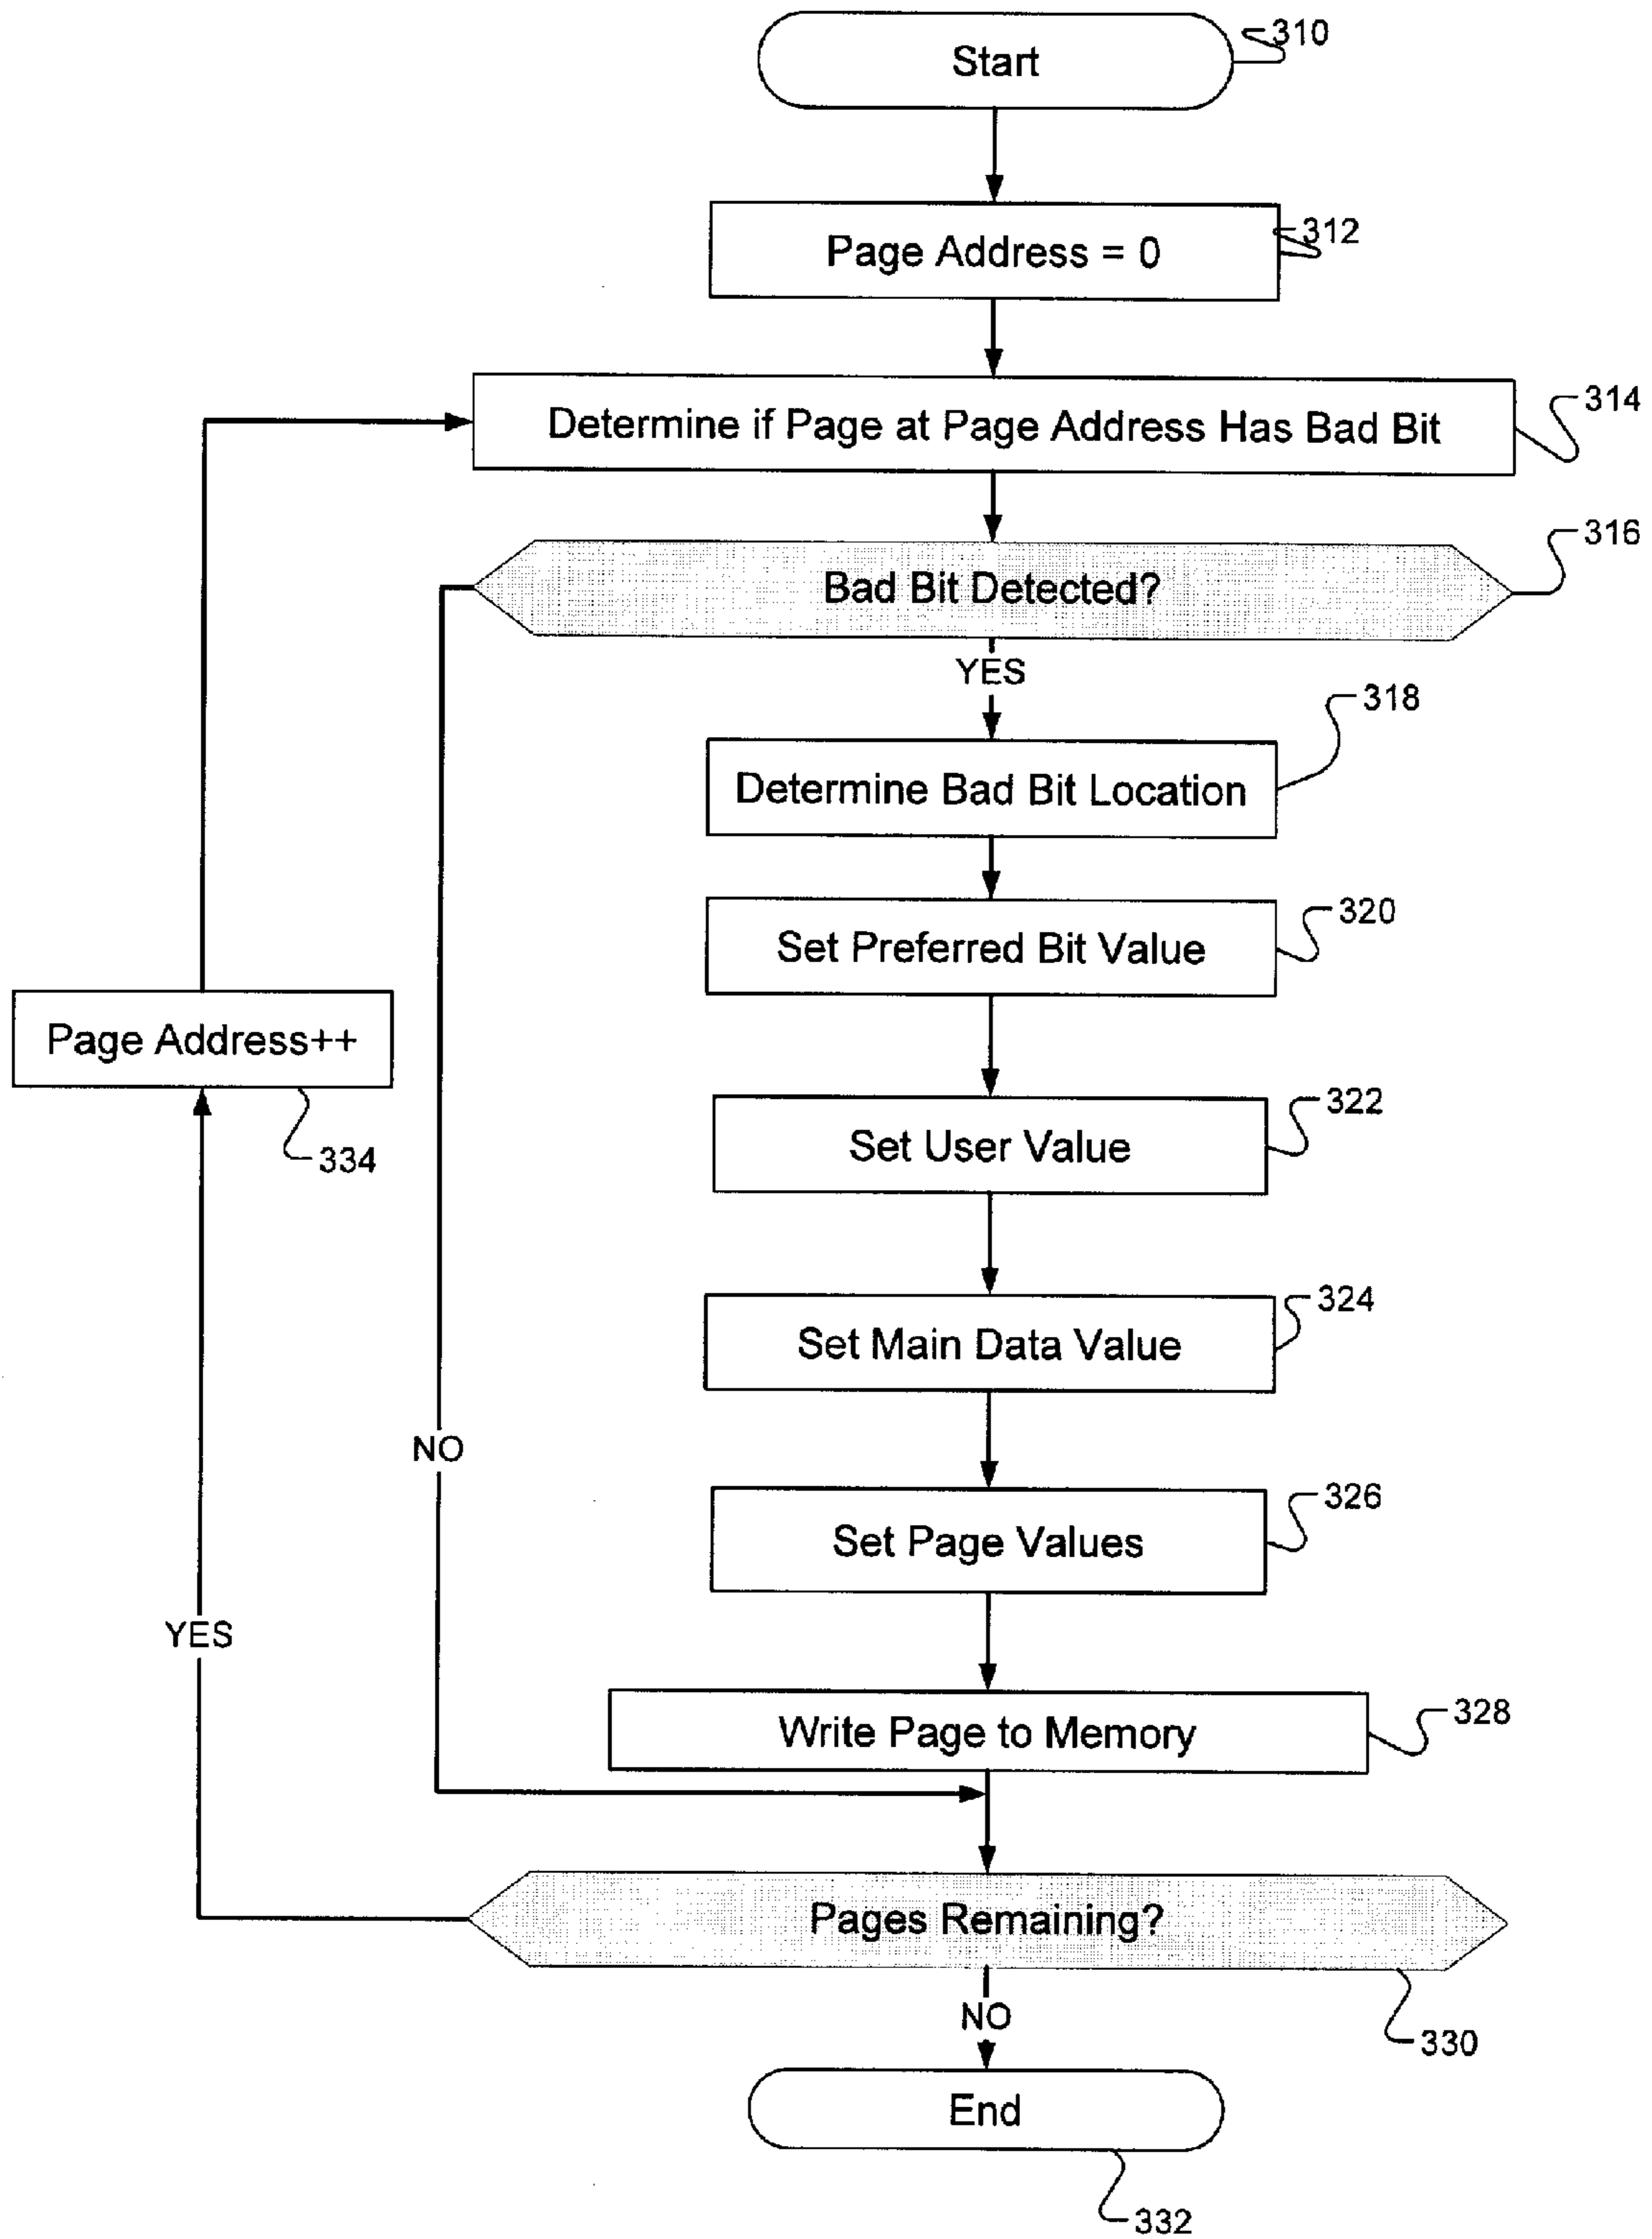 Start
310
Page Address = 0
312
Determine if Page at Page Address Has Bad Bit
314
Bad Bit Detected?
316
YES
Determine Bad Bit Location
318
Set Preferred Bit Value
320
Page Address++
334
Set User Value
322
Set Main Data Value
324
NO
Set Page Values
326
YES
Write Page to Memory
328
Pages Remaining?
330
NO
End
332